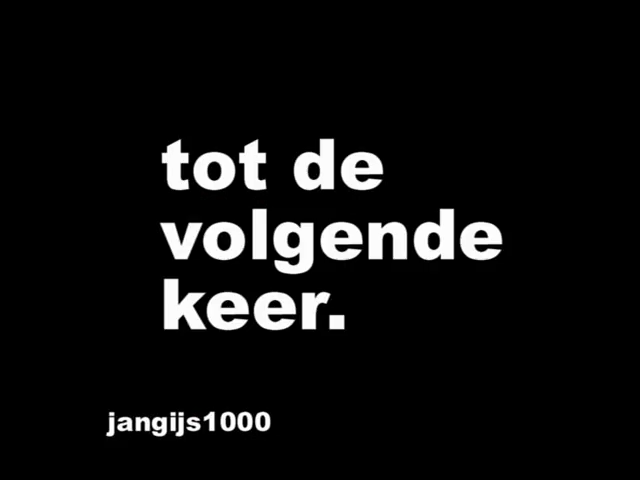 tot de
volgende
keer.
jangijs1000